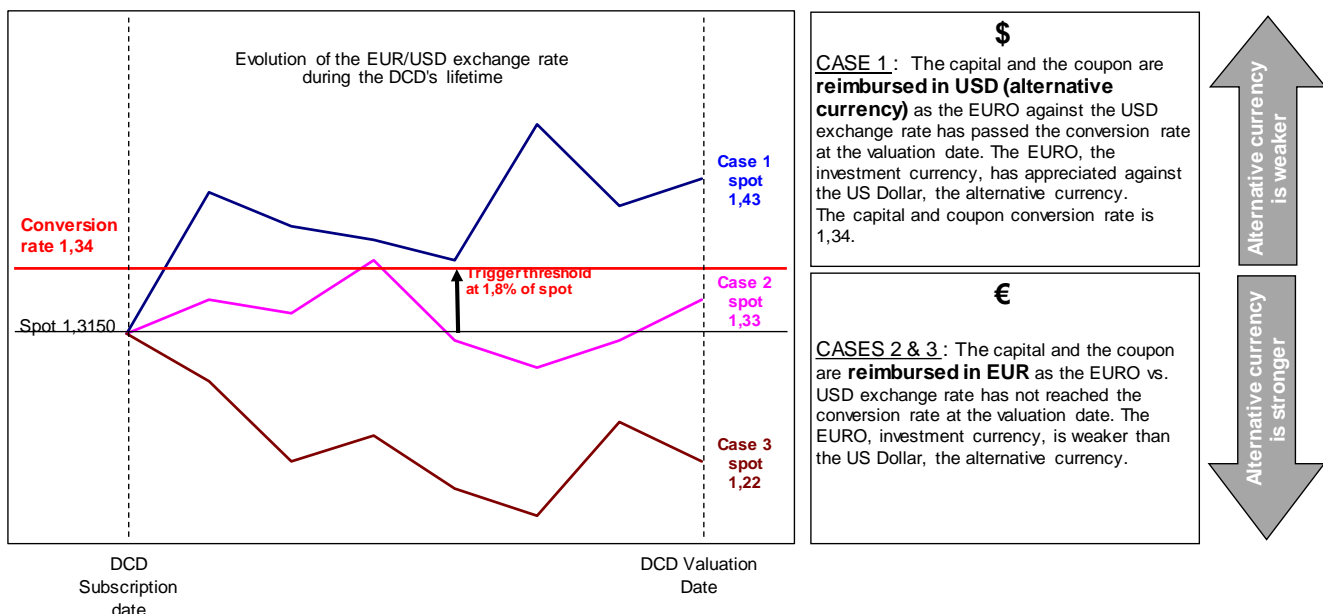 Evolution of the EUR/USD exchange rate
during the DCD's lifetime
Case 1
spot
1,43
Conversion
rate 1,34
Trigger threshold
at 1,8% of spot
Case 2
spot
1,33
Spot 1,3150
Case 3
spot
1,22
DCD
Subscription
date
DCD Valuation
Date
$
CASE 1 : The capital and the coupon are
reimbursed in USD (alternative
currency) as the EURO against the USD
exchange rate has passed the conversion rate
at the valuation date. The EURO, the
investment currency, has appreciated against
the US Dollar, the alternative currency.
The capital and coupon conversion rate is
1,34.
€
CASES 2 & 3 : The capital and the coupon
are reimbursed in EUR as the EURO vs.
USD exchange rate has not reached the
conversion rate at the valuation date. The
EURO, investment currency, is weaker than
the US Dollar, the alternative currency.
Alternative currency
is weaker
Alternative currency
is stronger